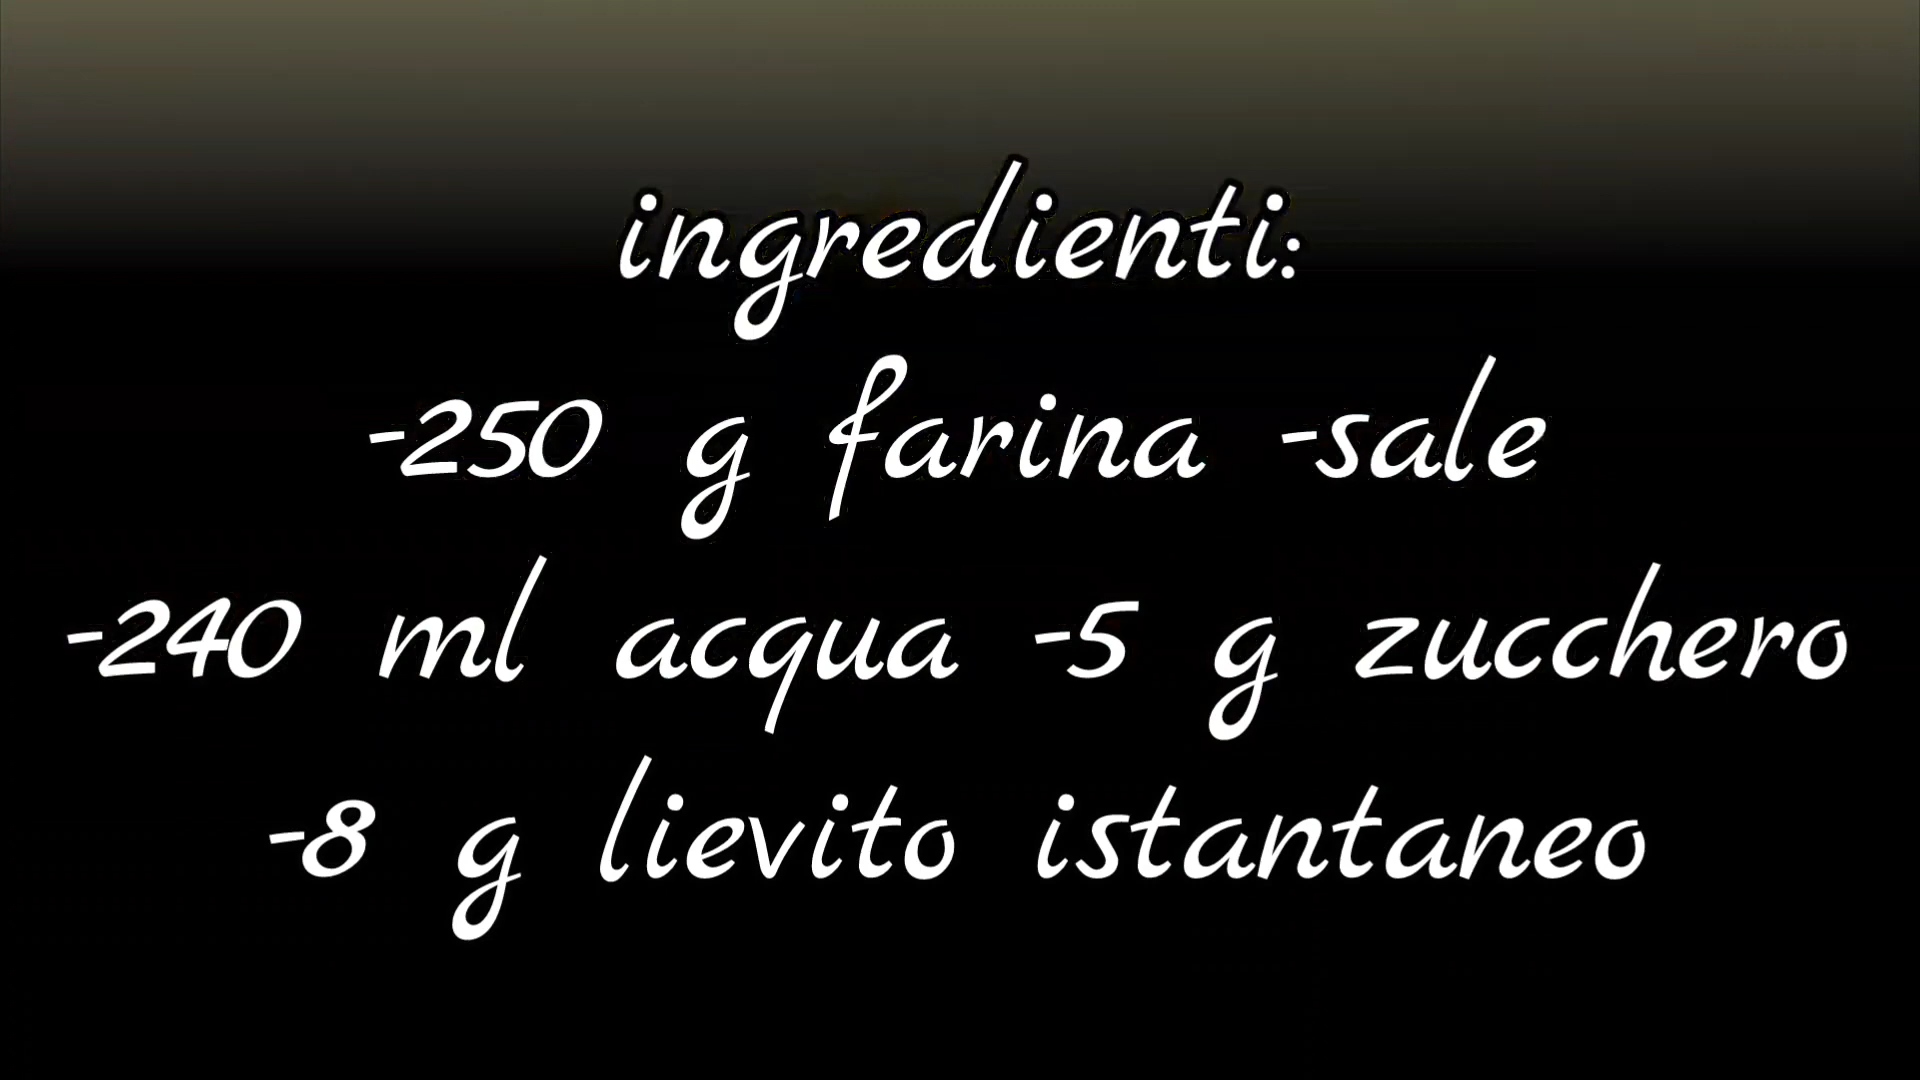 ingredienti:
-250 g farina -sale
-240 ml acqua -5 g zucchero
-8 g lievito istantaneo